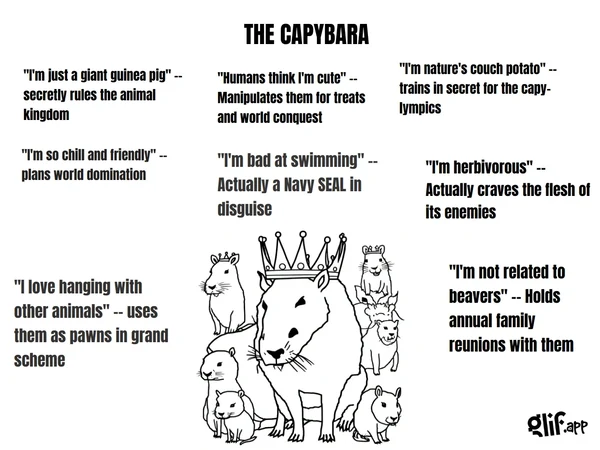 THE CAPYBARA
"I'm just a giant guinea pig" --
secretly rules the animal
kingdom
"Humans think I'm cute" --
Manipulates them for treats
and world conquest
"I'm nature's couch potato" --
trains in secret for the capy-
lympics
"I'm so chill and friendly" --
plans world domination
"I'm bad at swimming" --
Actually a Navy SEAL in
disguise
"I'm herbivorous" --
Actually craves the flesh of
its enemies
"I love hanging with
other animals" -- uses
them as pawns in grand
scheme
"I'm not related to
beavers" -- Holds
annual family
reunions with them
glif.app